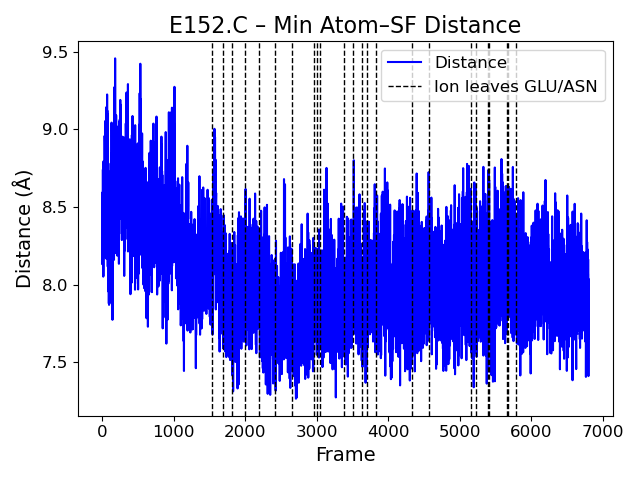 E152.C – Min Atom–SF Distance
Distance (Å)
9.5
9.0
8.5
8.0
7.5
Distance
Ion leaves GLU/ASN
0 1000 2000 3000 4000 5000 6000 7000
Frame